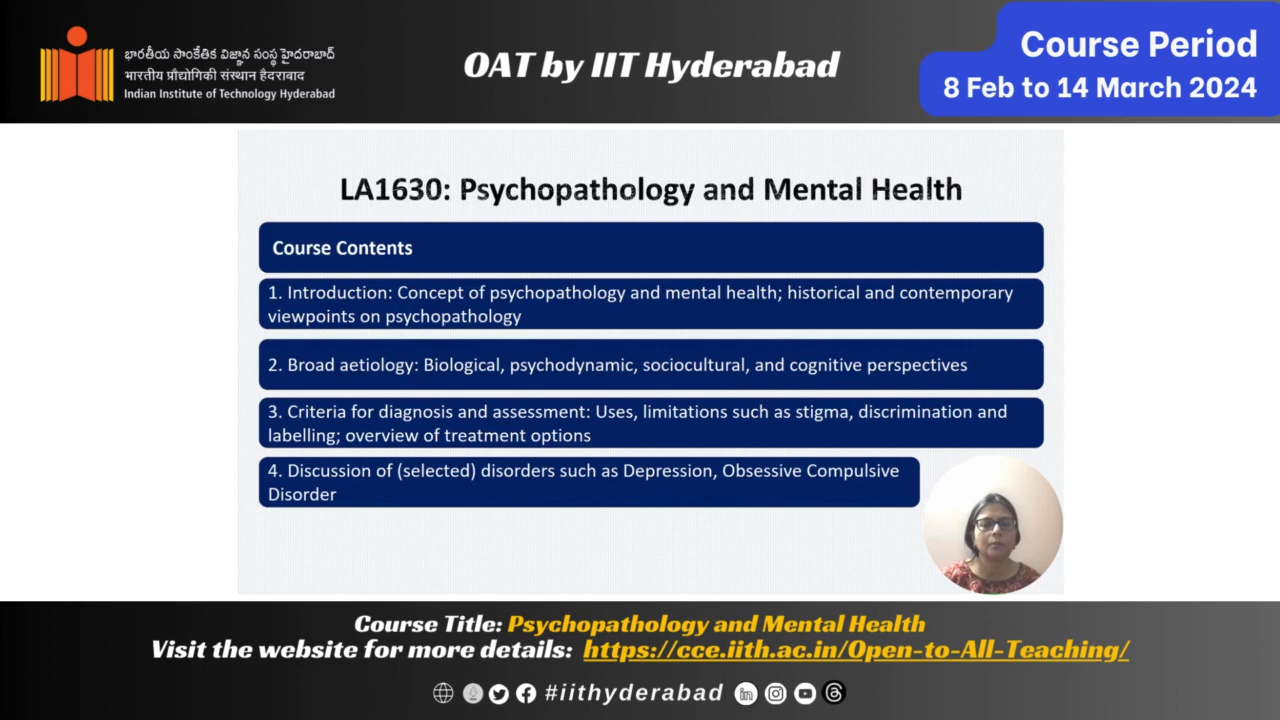 భారతీయ సాంకేతిక విజ్ఞాన సంస్థ హైదరాబాద్
भारतीय प्रौद्योगिकी संस्थान हैदराबाद
Indian Institute of Technology Hyderabad
OAT by IIT Hyderabad
Course Period
8 Feb to 14 March 2024
LA1630: Psychopathology and Mental Health
Course Contents
1. Introduction: Concept of psychopathology and mental health; historical and contemporary
viewpoints on psychopathology
2. Broad aetiology: Biological, psychodynamic, sociocultural, and cognitive perspectives
3. Criteria for diagnosis and assessment: Uses, limitations such as stigma, discrimination and
labelling; overview of treatment options
4. Discussion of (selected) disorders such as Depression, Obsessive Compulsive
Disorder
Course Title: Psychopathology and Mental Health
Visit the website for more details: https://cce.iith.ac.in/Open-to-All-Teaching/
#iithyderabad